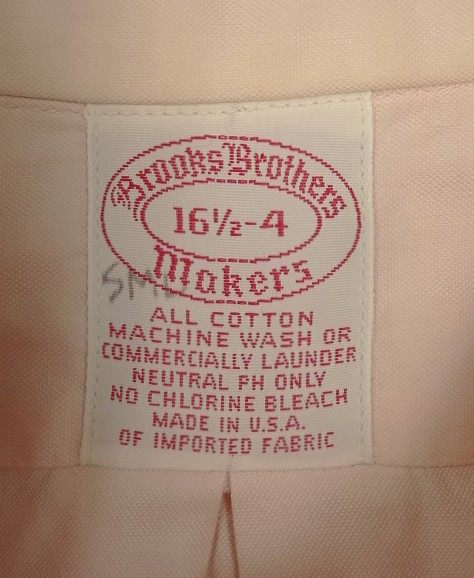 Brooks Brothers
16½-4
Makers
ALL COTTON
MACHINE WASH OR
COMMERCIALLY LAUNDER
NEUTRAL PH ONLY
NO CHLORINE BLEACH
MADE IN U.S.A.
OF IMPORTED FABRIC